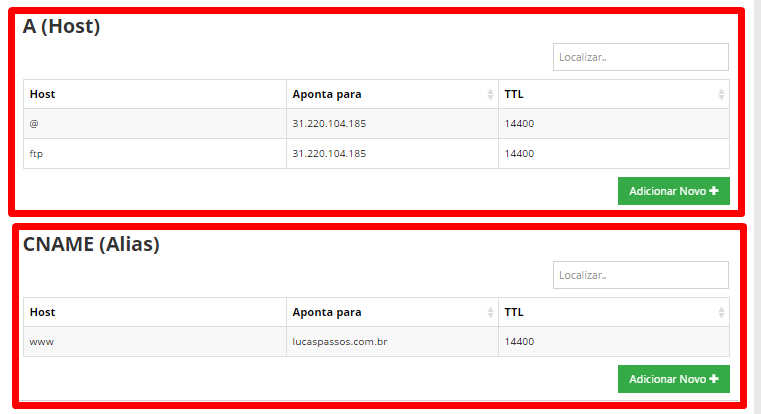 A (Host)
Localizar..
Host Aponta para TTL
@ 31.220.104.185 14400
ftp 31.220.104.185 14400
Adicionar Novo +
CNAME (Alias)
Localizar..
Host Aponta para TTL
www lucaspassos.com.br 14400
Adicionar Novo +